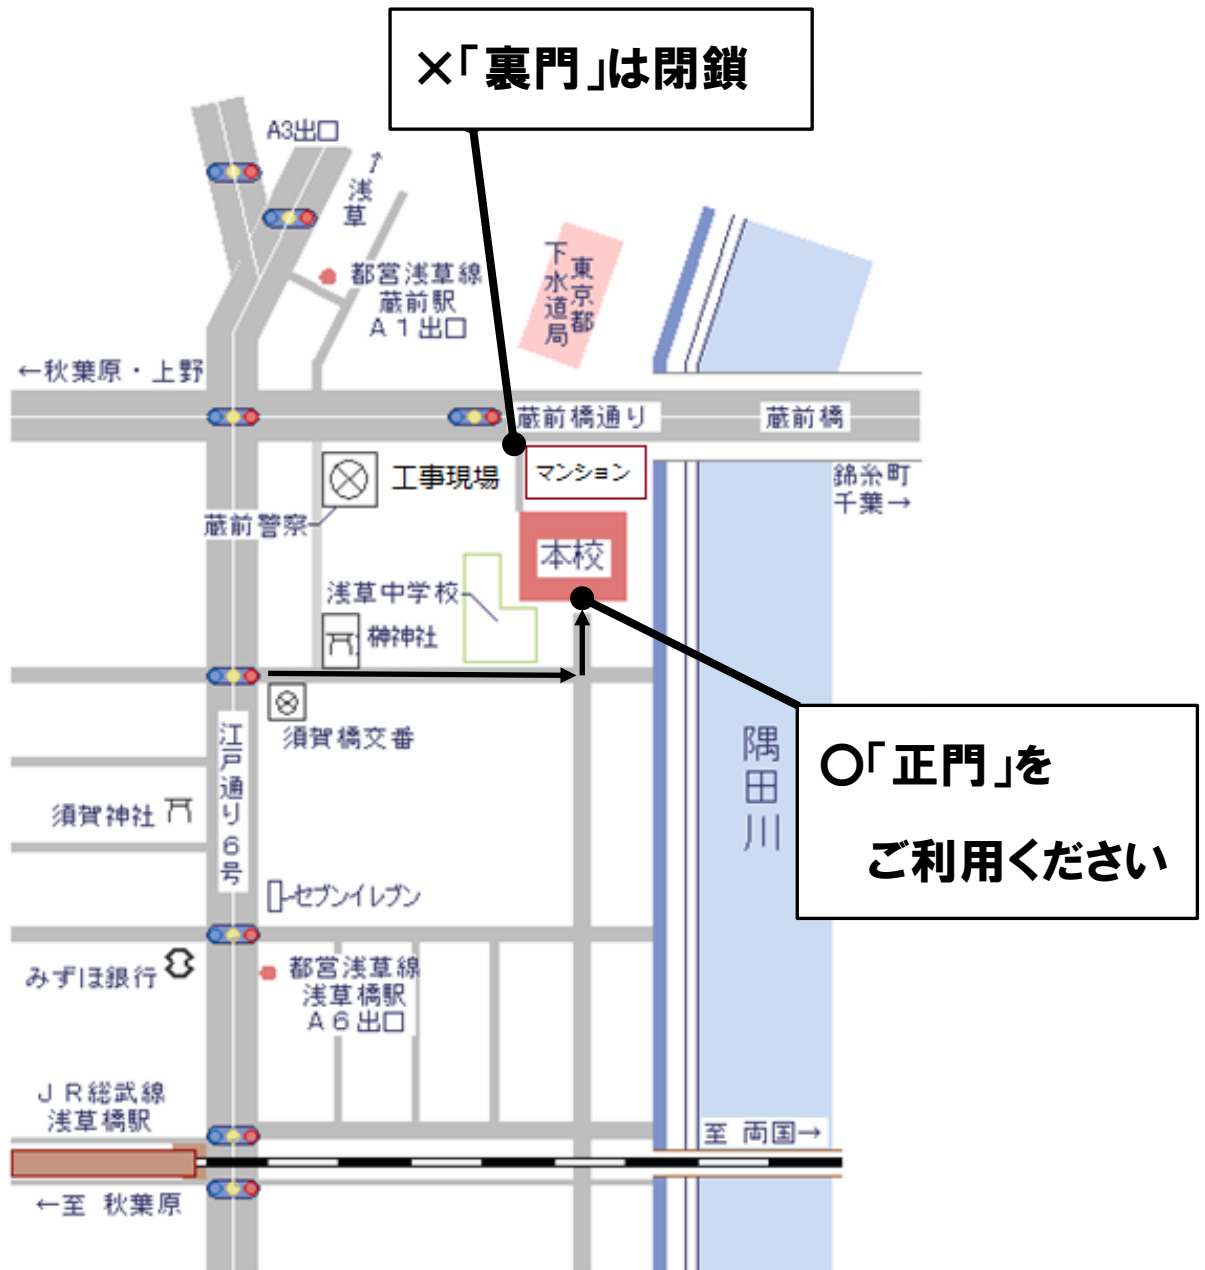 ×「裏門」は閉鎖
A3出口
↑
浅草
都営浅草線
蔵前駅
A1出口
東京都
下水道局
←秋葉原・上野
蔵前橋通り
蔵前橋
工事現場
マンション
錦糸町
千葉→
蔵前警察
本校
浅草中学校
榊神社
須賀橋交番
江戸通り6号
隅田川
○「正門」を
ご利用ください
須賀神社
セブンイレブン
みずほ銀行
都営浅草線
浅草橋駅
A6出口
JR総武線
浅草橋駅
至 両国→
←至 秋葉原